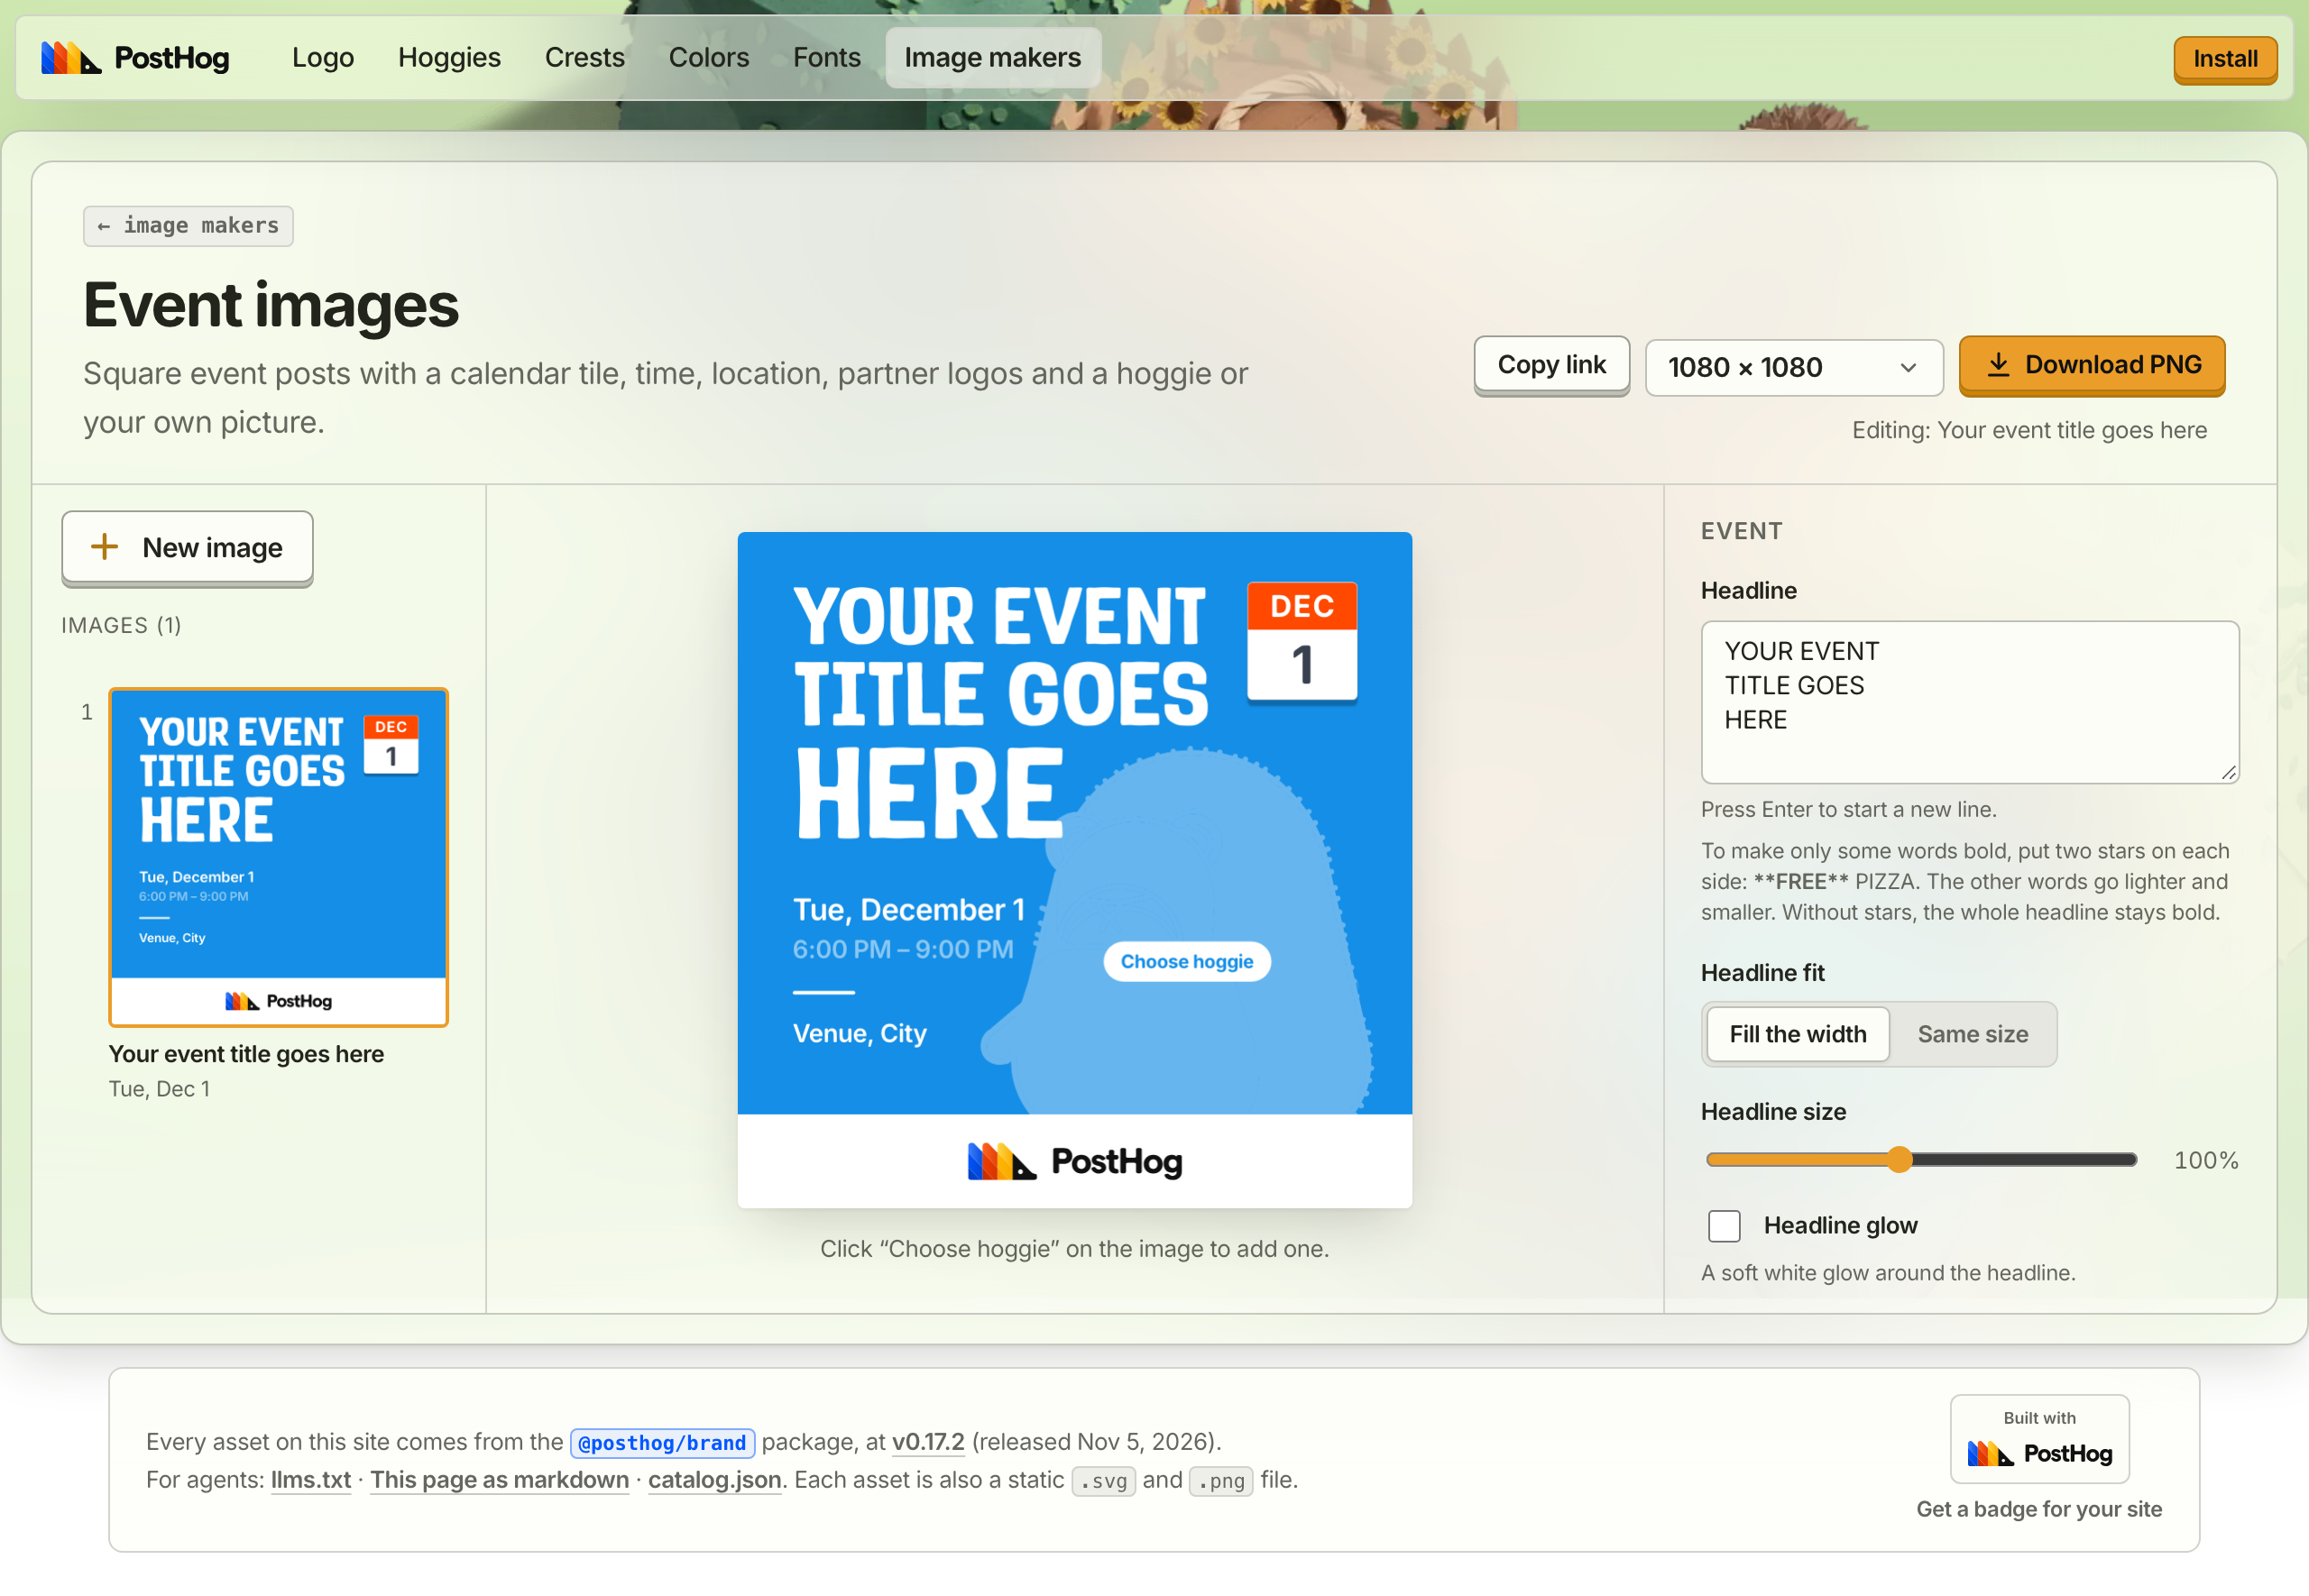 PostHog
Logo
Hoggies
Crests
Colors
Fonts
Image makers
Install
← image makers
Event images
Square event posts with a calendar tile, time, location, partner logos and a hoggie or
your own picture.
Copy link
1080 × 1080
Download PNG
Editing: Your event title goes here
New image
IMAGES (1)
1
YOUR EVENT
TITLE GOES
HERE
DEC
1
Tue, December 1
6:00 PM – 9:00 PM
Venue, City
PostHog
Your event title goes here
Tue, Dec 1
YOUR EVENT
TITLE GOES
HERE
DEC
1
Tue, December 1
6:00 PM – 9:00 PM
Choose hoggie
Venue, City
PostHog
Click “Choose hoggie” on the image to add one.
EVENT
Headline
YOUR EVENT
TITLE GOES
HERE
Press Enter to start a new line.
To make only some words bold, put two stars on each
side: **FREE** PIZZA. The other words go lighter and
smaller. Without stars, the whole headline stays bold.
Headline fit
Fill the width
Same size
Headline size
100%
Headline glow
A soft white glow around the headline.
Every asset on this site comes from the @posthog/brand package, at v0.17.2 (released Nov 5, 2026).
For agents: llms.txt · This page as markdown · catalog.json. Each asset is also a static .svg and .png file.
Built with
PostHog
Get a badge for your site